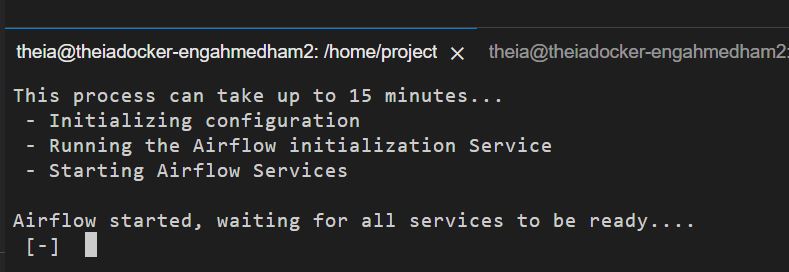 theia@theiadocker-engahmedham2: /home/project × theia@theiadocker-engahmedham2:
This process can take up to 15 minutes...
- Initializing configuration
- Running the Airflow initialization Service
- Starting Airflow Services
Airflow started, waiting for all services to be ready....
[-]